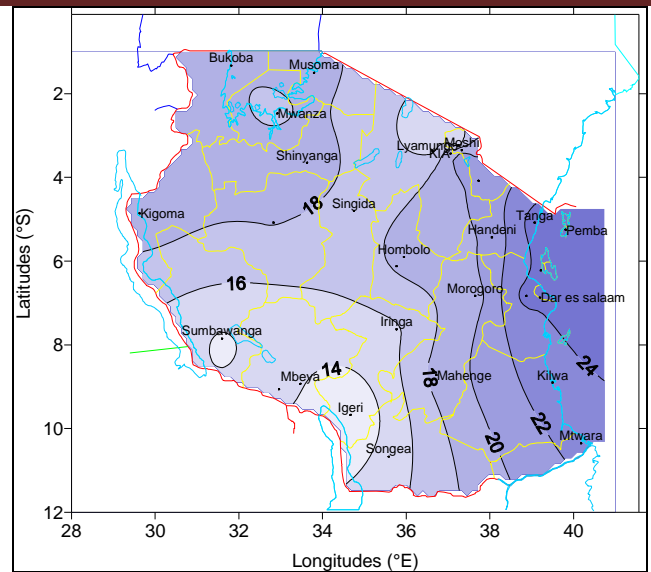 Bukoba
Musoma
2
Mwanza
Lyamungo
Moshi
KIA
Shinyanga
4
18
Singida
Kigoma
Tanga
Pemba
Handeni
Hombolo
6
16
Morogoro
Dar es salaam
Iringa
Sumbawanga
8
14
24
Mbeya
18
Mahenge
Kilwa
Igeri
22
10
20
Mtwara
Songea
12
28
30
32
34
36
38
40
Latitudes (°S)
Longitudes (°E)